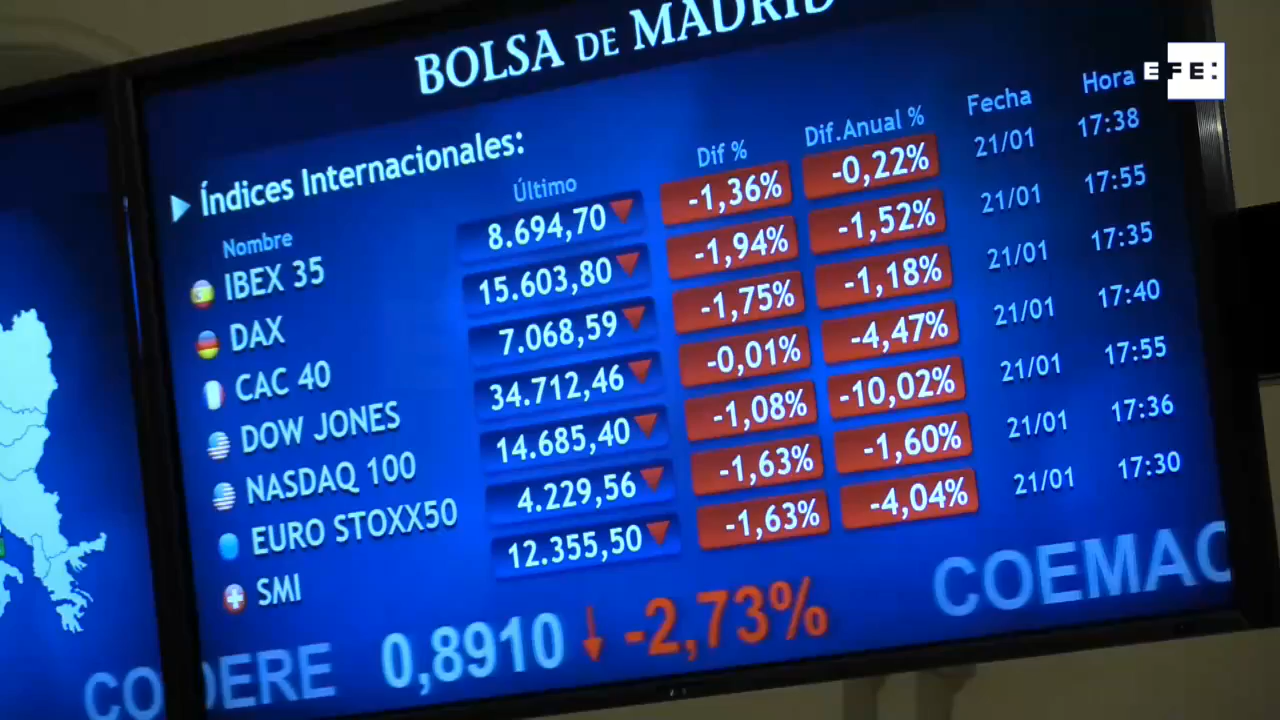 BOLSA DE MADRID
EFE:
Índices Internacionales:
Nombre Último Dif % Dif.Anual % Fecha Hora
IBEX 35 8.694,70 -1,36% -0,22% 21/01 17:38
DAX 15.603,80 -1,94% -1,52% 21/01 17:55
CAC 40 7.068,59 -1,75% -1,18% 21/01 17:35
DOW JONES 34.712,46 -0,01% -4,47% 21/01 17:40
NASDAQ 100 14.685,40 -1,08% -10,02% 21/01 17:55
EURO STOXX50 4.229,56 -1,63% -1,60% 21/01 17:36
SMI 12.355,50 -1,63% -4,04% 21/01 17:30
CODERE 0,8910 ↓ -2,73% COEMAC